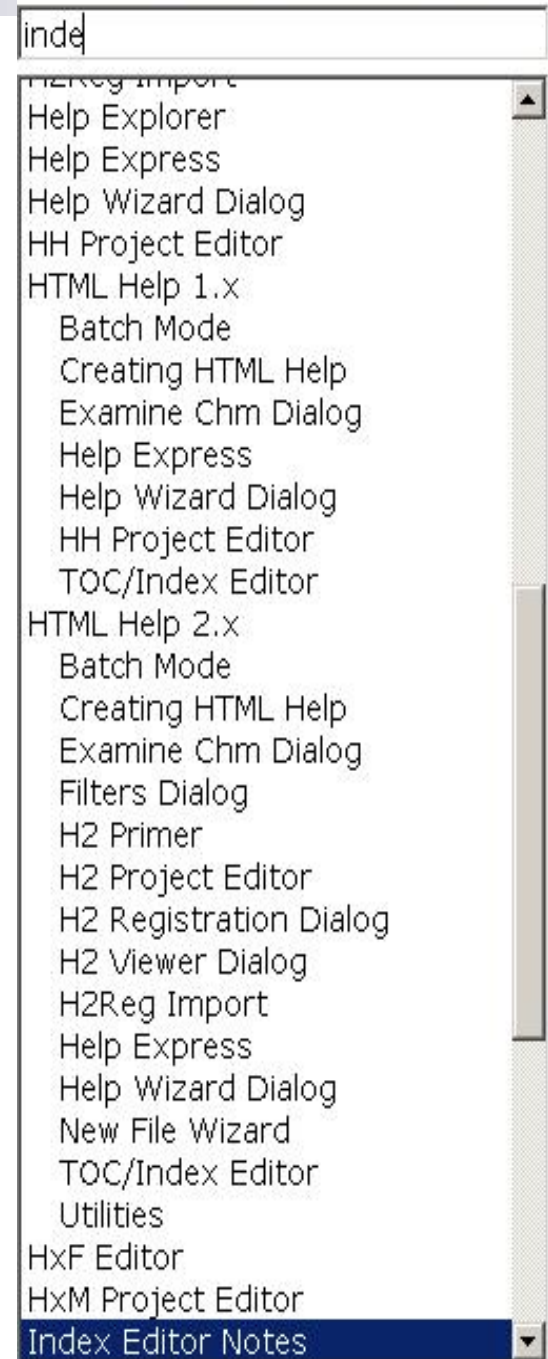 inde
H2Reg Import
Help Explorer
Help Express
Help Wizard Dialog
HH Project Editor
HTML Help 1.x
Batch Mode
Creating HTML Help
Examine Chm Dialog
Help Express
Help Wizard Dialog
HH Project Editor
TOC/Index Editor
HTML Help 2.x
Batch Mode
Creating HTML Help
Examine Chm Dialog
Filters Dialog
H2 Primer
H2 Project Editor
H2 Registration Dialog
H2 Viewer Dialog
H2Reg Import
Help Express
Help Wizard Dialog
New File Wizard
TOC/Index Editor
Utilities
HxF Editor
HxM Project Editor
Index Editor Notes